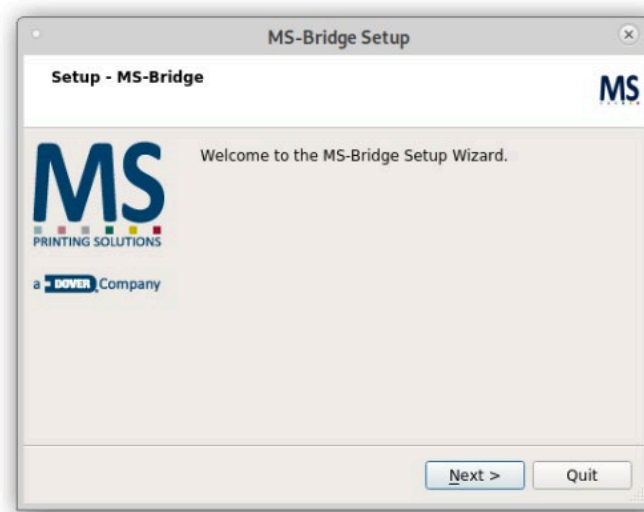 MS-Bridge Setup
Setup - MS-Bridge
MS
MS
PRINTING SOLUTIONS
a DOVER Company
Welcome to the MS-Bridge Setup Wizard.
Next >
Quit